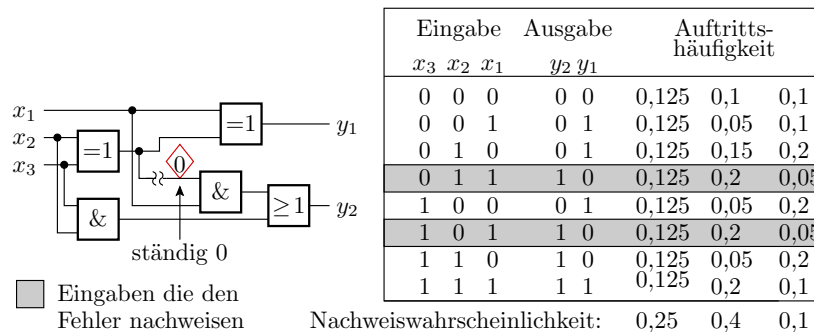 Eingabe Ausgabe Auftritts-
häufigkeit
x3 x2 x1 y2 y1
0 0 0 0 0 0,125 0,1 0,1
0 0 1 0 1 0,125 0,05 0,1
0 1 0 0 1 0,125 0,15 0,2
0 1 1 1 0 0,125 0,2 0,05
1 0 0 0 1 0,125 0,05 0,2
1 0 1 1 0 0,125 0,2 0,05
1 1 0 1 0 0,125 0,05 0,2
1 1 1 1 1 0,125 0,2 0,1
Nachweiswahrscheinlichkeit: 0,25 0,4 0,1
x1
x2
x3
=1
=1
y1
0
&
&
≥1
y2
ständig 0
Eingaben die den
Fehler nachweisen